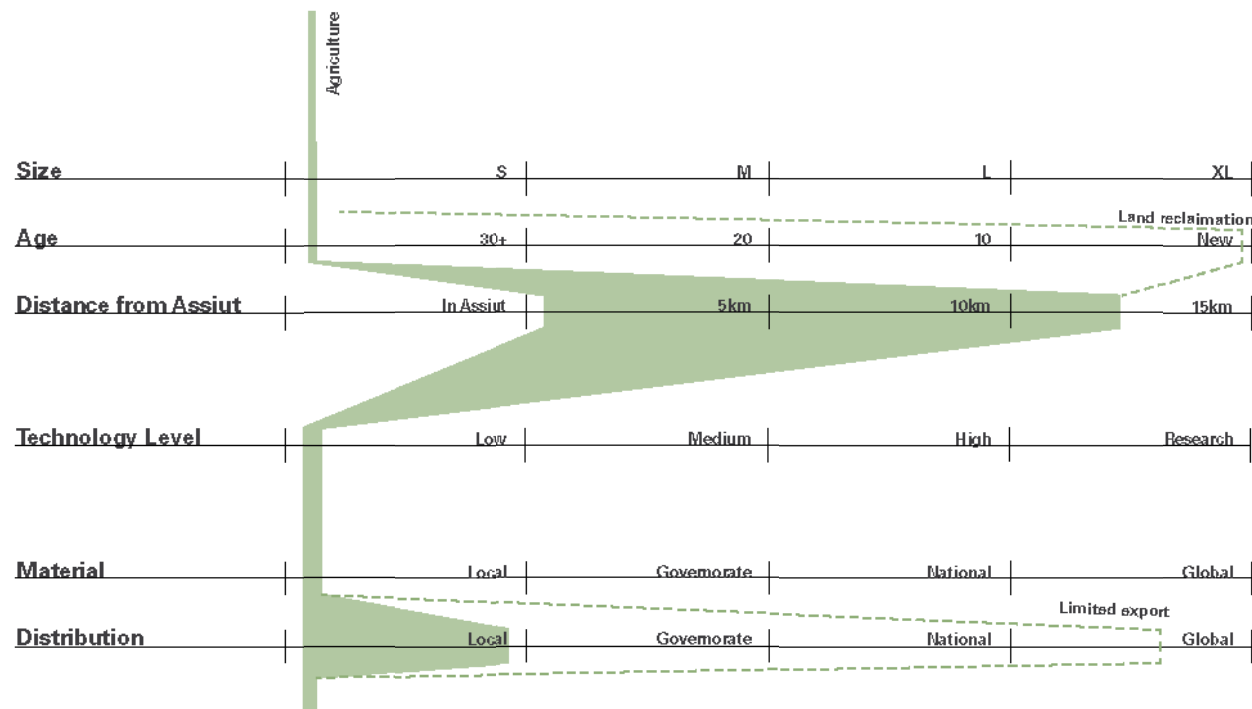 Agriculture
Size S M L XL
Land reclaimation
Age 30+ 20 10 New
Distance from Assiut In Assiut 5km 10km 15km
Technology Level Low Medium High Research
Material Local Governorate National Global
Limited export
Distribution Local Governorate National Global